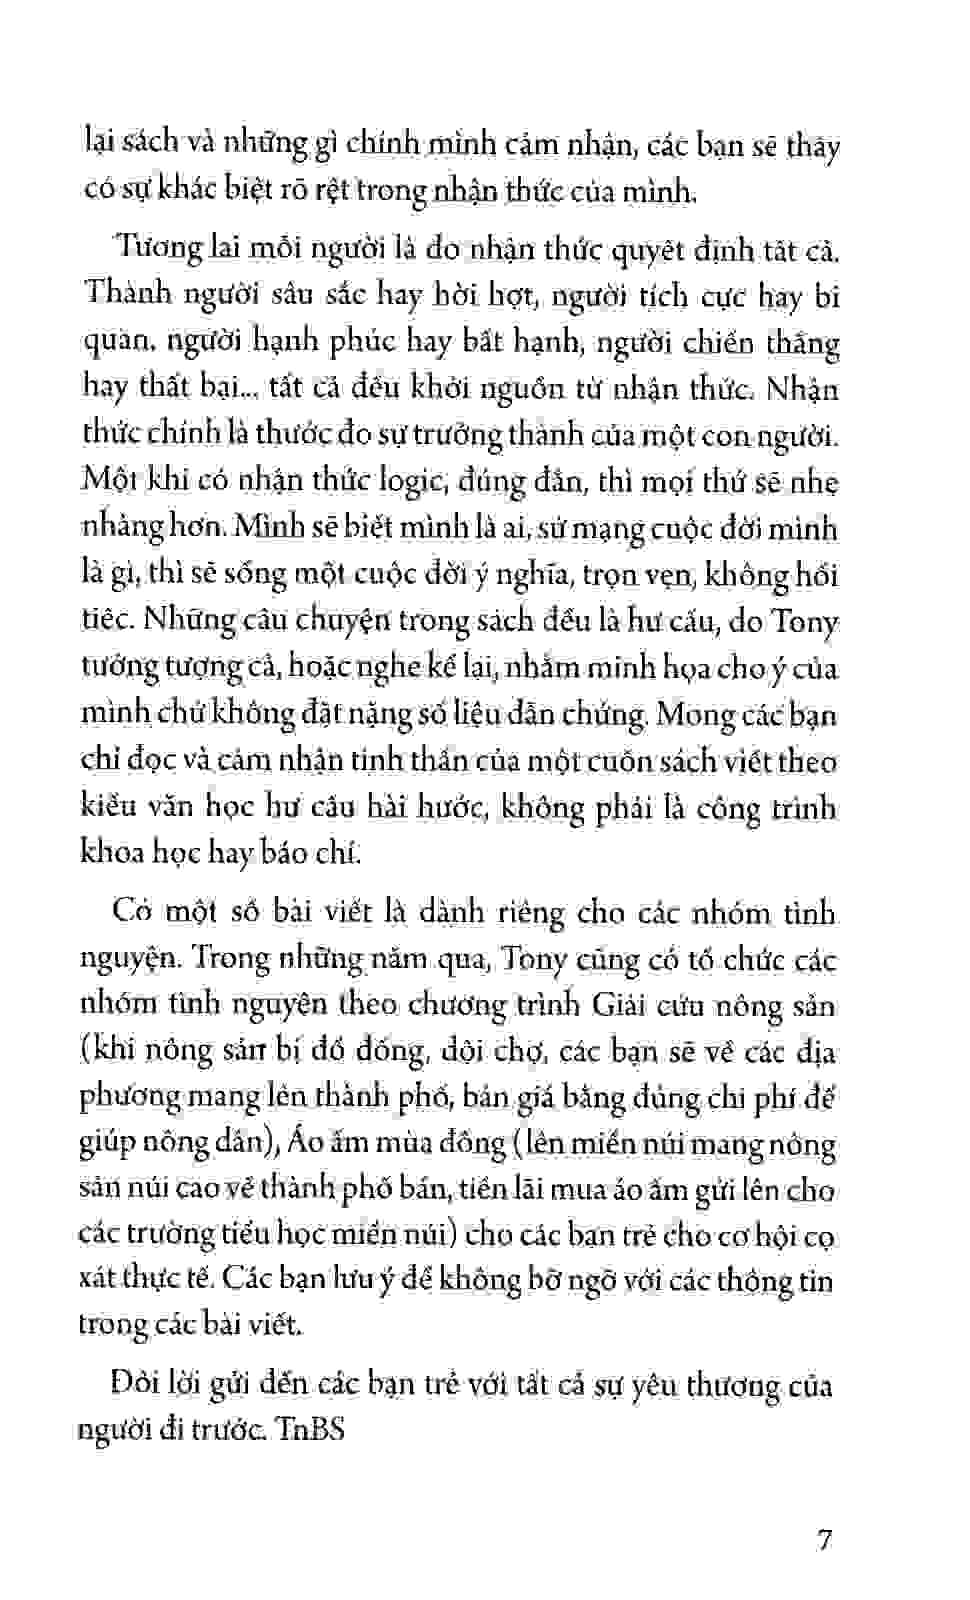 lại sách và những gì chính mình cảm nhận, các bạn sẽ thấy
có sự khác biệt rõ rệt trong nhận thức của mình.
Tương lai mỗi người là do nhận thức quyết định tất cả.
Thành người sâu sắc hay hời hợt, người tích cực hay bi
quan, người hạnh phúc hay bất hạnh, người chiến thắng
hay thất bại... tất cả đều khởi nguồn từ nhận thức. Nhận
thức chính là thước đo sự trưởng thành của một con người.
Một khi có nhận thức logic, đúng đắn, thì mọi thứ sẽ nhẹ
nhàng hơn. Mình sẽ biết mình là ai, sứ mạng cuộc đời mình
là gì, thì sẽ sống một cuộc đời ý nghĩa, trọn vẹn, không hối
tiếc. Những câu chuyện trong sách đều là hư cấu, do Tony
tưởng tượng cả, hoặc nghe kể lại, nhằm minh họa cho ý của
mình chứ không đặt nặng số liệu dẫn chứng. Mong các bạn
chỉ đọc và cảm nhận tinh thần của một cuốn sách viết theo
kiểu văn học hư cấu hài hước, không phải là công trình
khoa học hay báo chí.
Có một số bài viết là dành riêng cho các nhóm tình
nguyện. Trong những năm qua, Tony cũng có tổ chức các
nhóm tình nguyện theo chương trình Giải cứu nông sản
(khi nông sản bị đổ đống, dội chợ, các bạn sẽ về các địa
phương mang lên thành phố, bán giá bằng đúng chi phí để
giúp nông dân), Áo ấm mùa đông (lên miền núi mang nông
sản núi cao về thành phố bán, tiền lãi mua áo ấm gửi lên cho
các trường tiểu học miền núi) cho các bạn trẻ cho cơ hội cọ
xát thực tế. Các bạn lưu ý để không bỡ ngỡ với các thông tin
trong các bài viết.
Đôi lời gửi đến các bạn trẻ với tất cả sự yêu thương của
người đi trước. TnBS
7